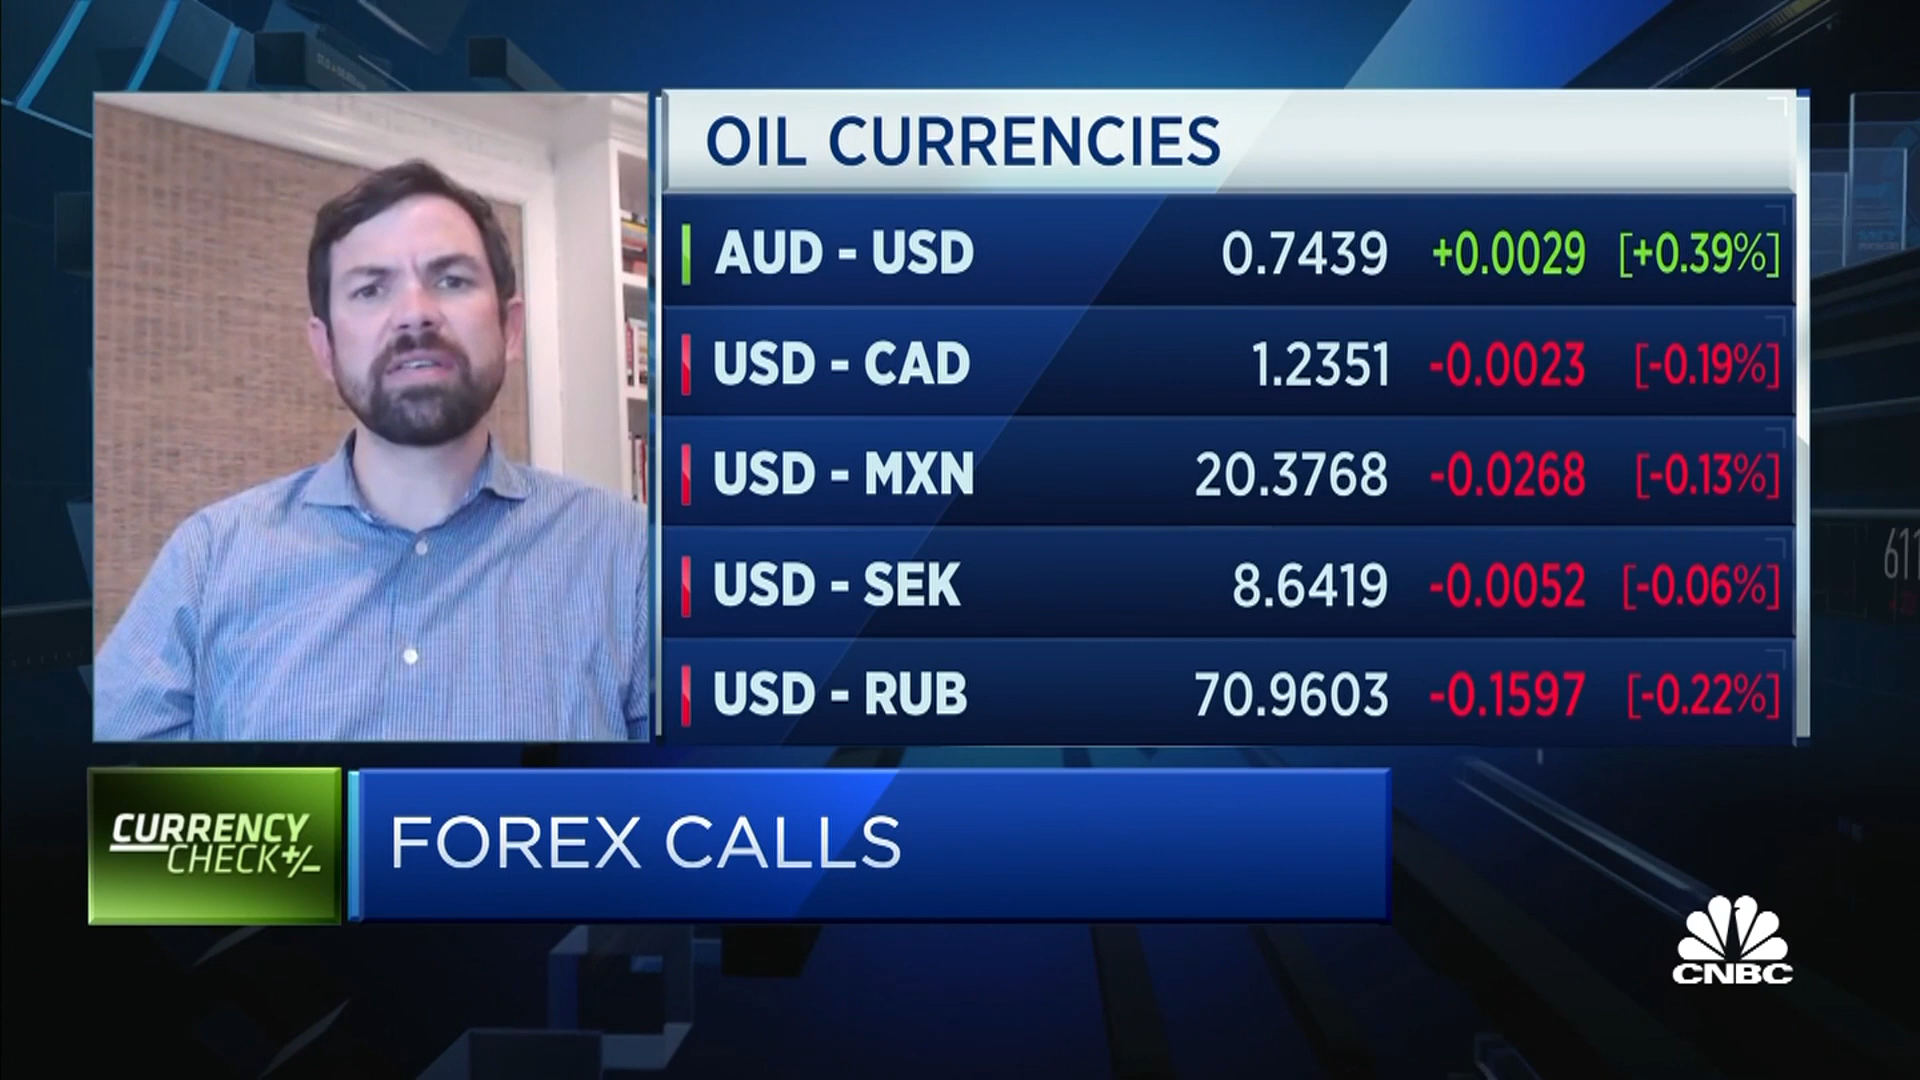 OIL CURRENCIES
AUD - USD 0.7439 +0.0029 [+0.39%]
USD - CAD 1.2351 -0.0023 [-0.19%]
USD - MXN 20.3768 -0.0268 [-0.13%]
USD - SEK 8.6419 -0.0052 [-0.06%]
USD - RUB 70.9603 -0.1597 [-0.22%]
CURRENCY
CHECK +/-
FOREX CALLS
CNBC
611